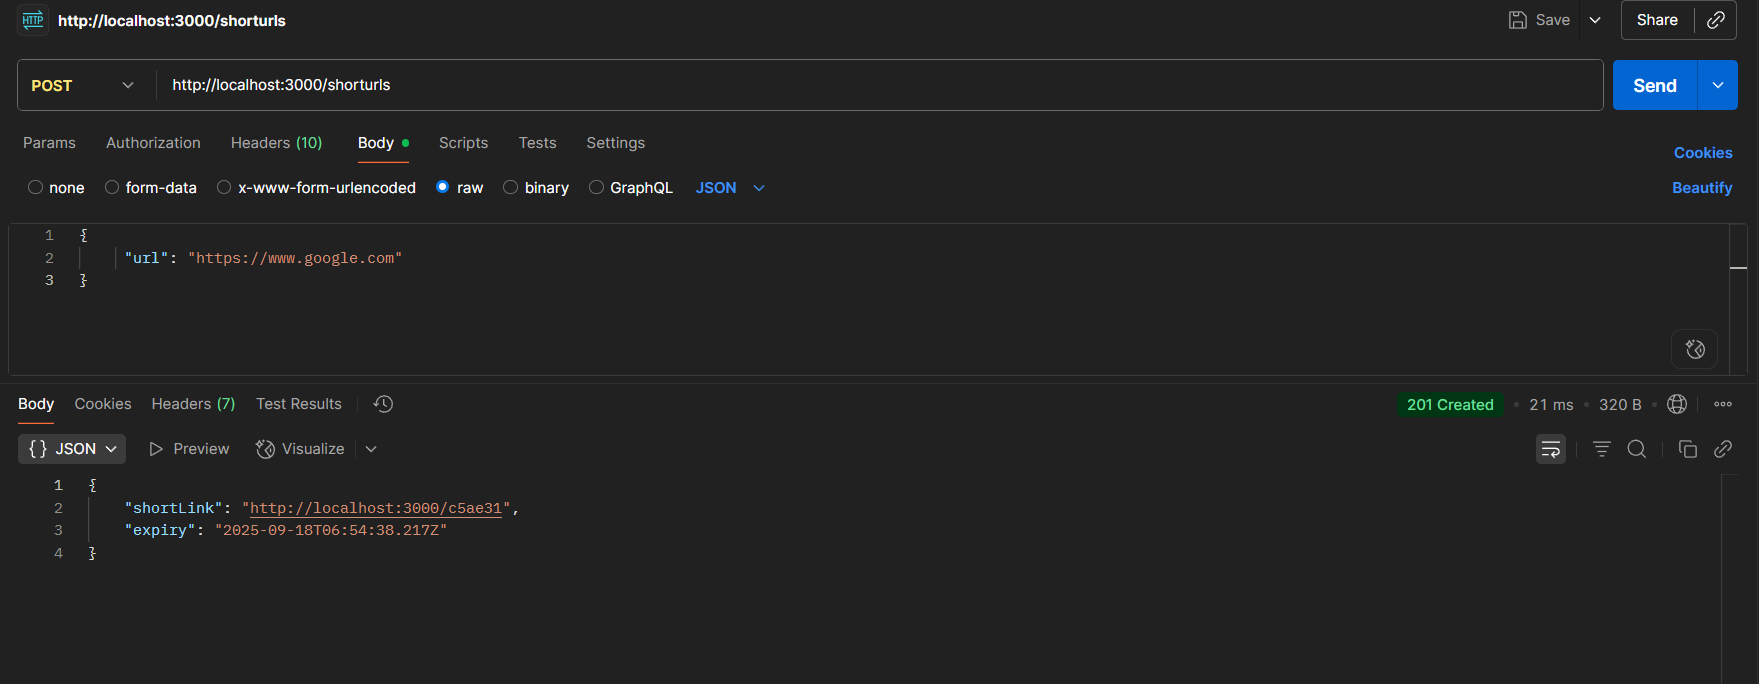 HTTP http://localhost:3000/shorturls Save Share
POST http://localhost:3000/shorturls Send
Params Authorization Headers (10) Body Scripts Tests Settings Cookies
none form-data x-www-form-urlencoded raw binary GraphQL JSON Beautify
1 {
2 "url": "https://www.google.com"
3 }
Body Cookies Headers (7) Test Results 201 Created 21 ms 320 B
{} JSON Preview Visualize
1 {
2 "shortLink": "http://localhost:3000/c5ae31",
3 "expiry": "2025-09-18T06:54:38.217Z"
4 }